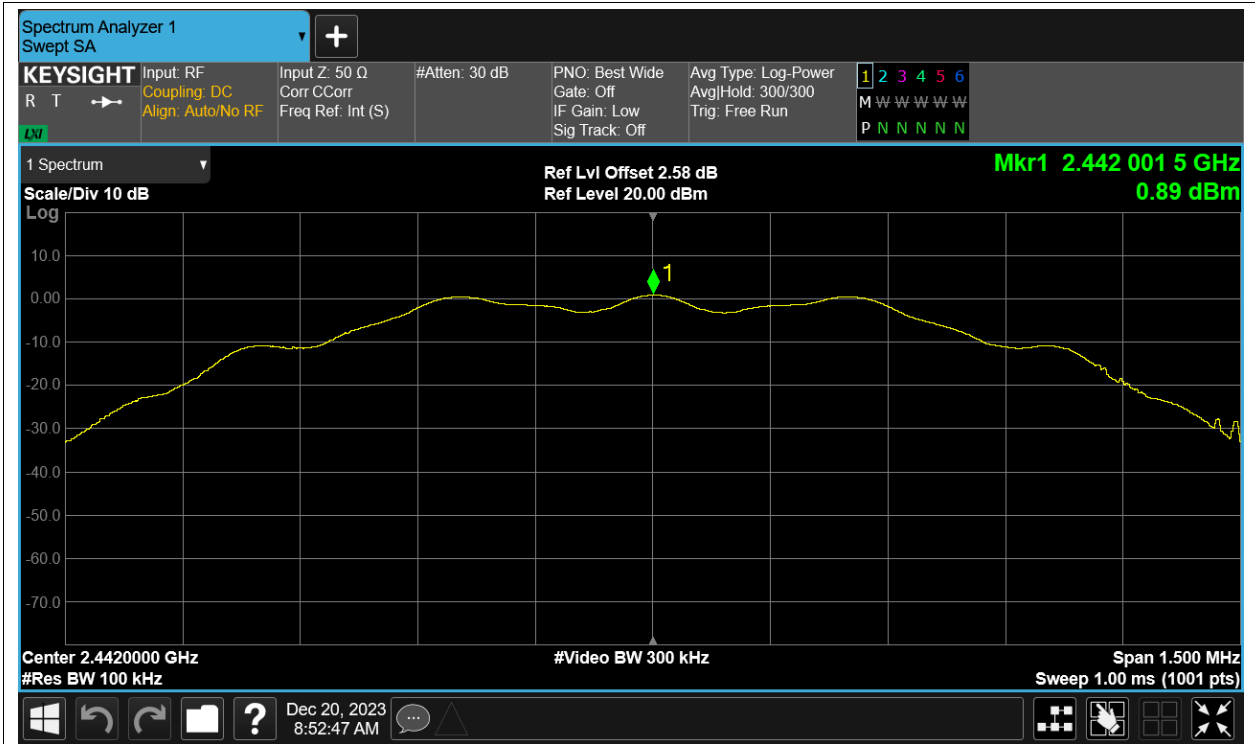 Spectrum Analyzer 1
Swept SA
+
KEYSIGHT
R T
LXI
Input: RF
Coupling: DC
Align: Auto/No RF
Input Z: 50 Ω
Corr CCorr
Freq Ref: Int (S)
#Atten: 30 dB
PNO: Best Wide
Gate: Off
IF Gain: Low
Sig Track: Off
Avg Type: Log-Power
Avg|Hold: 300/300
Trig: Free Run
1 2 3 4 5 6
M W W W W W
P N N N N N
1 Spectrum
Scale/Div 10 dB
Log
Ref Lvl Offset 2.58 dB
Ref Level 20.00 dBm
Mkr1 2.442 001 5 GHz
0.89 dBm
1
10.0
0.00
-10.0
-20.0
-30.0
-40.0
-50.0
-60.0
-70.0
Center 2.4420000 GHz
#Res BW 100 kHz
#Video BW 300 kHz
Span 1.500 MHz
Sweep 1.00 ms (1001 pts)
?
Dec 20, 2023
8:52:47 AM